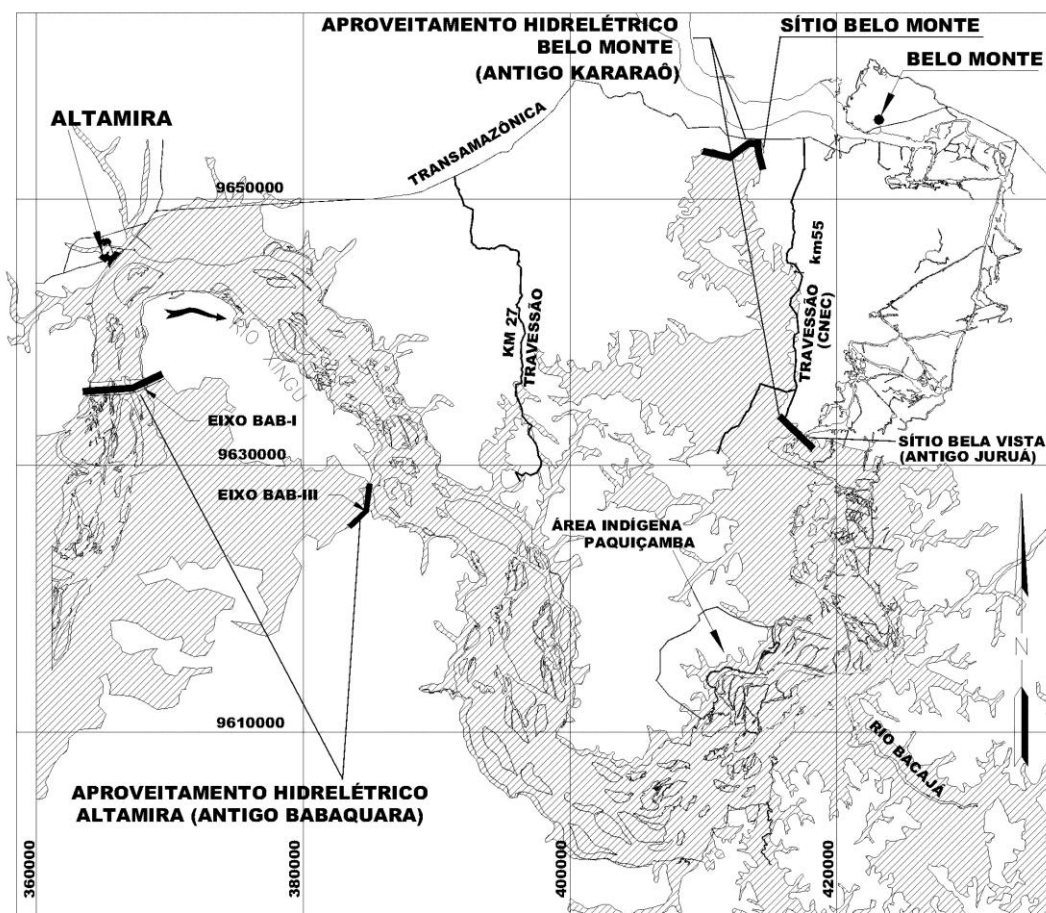 APROVEITAMENTO HIDRELÉTRICO
BELO MONTE
(ANTIGO KARARAÔ)
SÍTIO BELO MONTE
BELO MONTE
ALTAMIRA
TRANSAMAZÔNICA
9650000
KM 27
TRAVESSÃO
km55
TRAVESSÃO
(CNEC)
RIO XINGU
EIXO BAB-I
9630000
SÍTIO BELA VISTA
(ANTIGO JURUÁ)
EIXO BAB-III
ÁREA INDÍGENA
PAQUIÇAMBA
N
9610000
RIO BACAJÁ
APROVEITAMENTO HIDRELÉTRICO
ALTAMIRA (ANTIGO BABAQUARA)
360000
380000
400000
420000